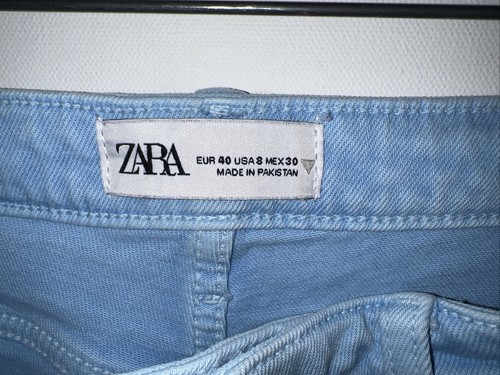 ZARA
EUR 40 USA 8 MEX 30
MADE IN PAKISTAN